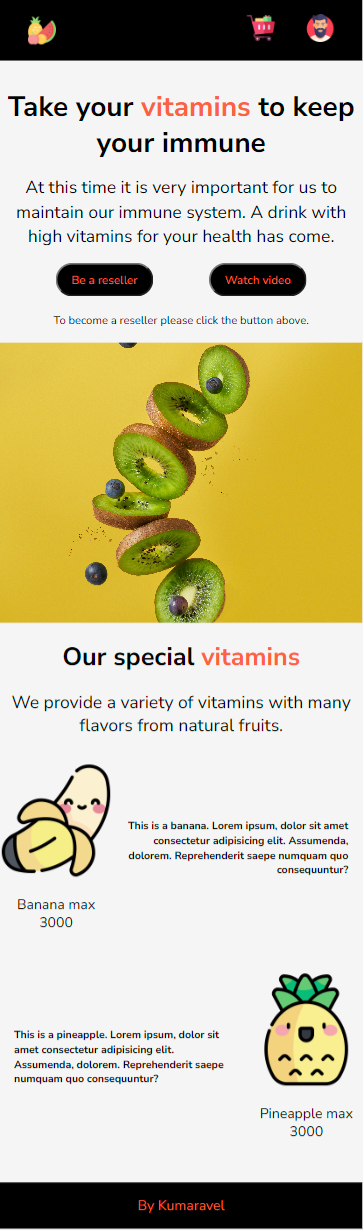 Take your vitamins to keep
your immune
At this time it is very important for us to
maintain our immune system. A drink with
high vitamins for your health has come.
Be a reseller
Watch video
To become a reseller please click the button above.
Our special vitamins
We provide a variety of vitamins with many
flavors from natural fruits.
This is a banana. Lorem ipsum, dolor sit amet
consectetur adipisicing elit. Assumenda,
dolorem. Reprehenderit saepe numquam quo
consequuntur?
Banana max
3000
This is a pineapple. Lorem ipsum, dolor sit
amet consectetur adipisicing elit.
Assumenda, dolorem. Reprehenderit saepe
numquam quo consequuntur?
Pineapple max
3000
By Kumaravel